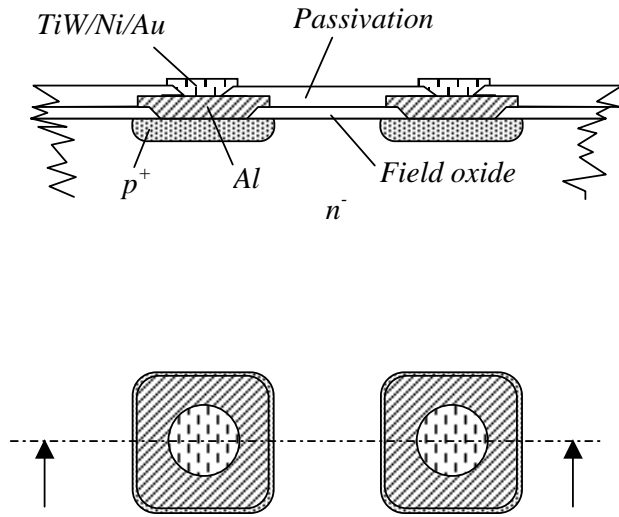 TiW/Ni/Au
Passivation
p+
Al
Field oxide
n-